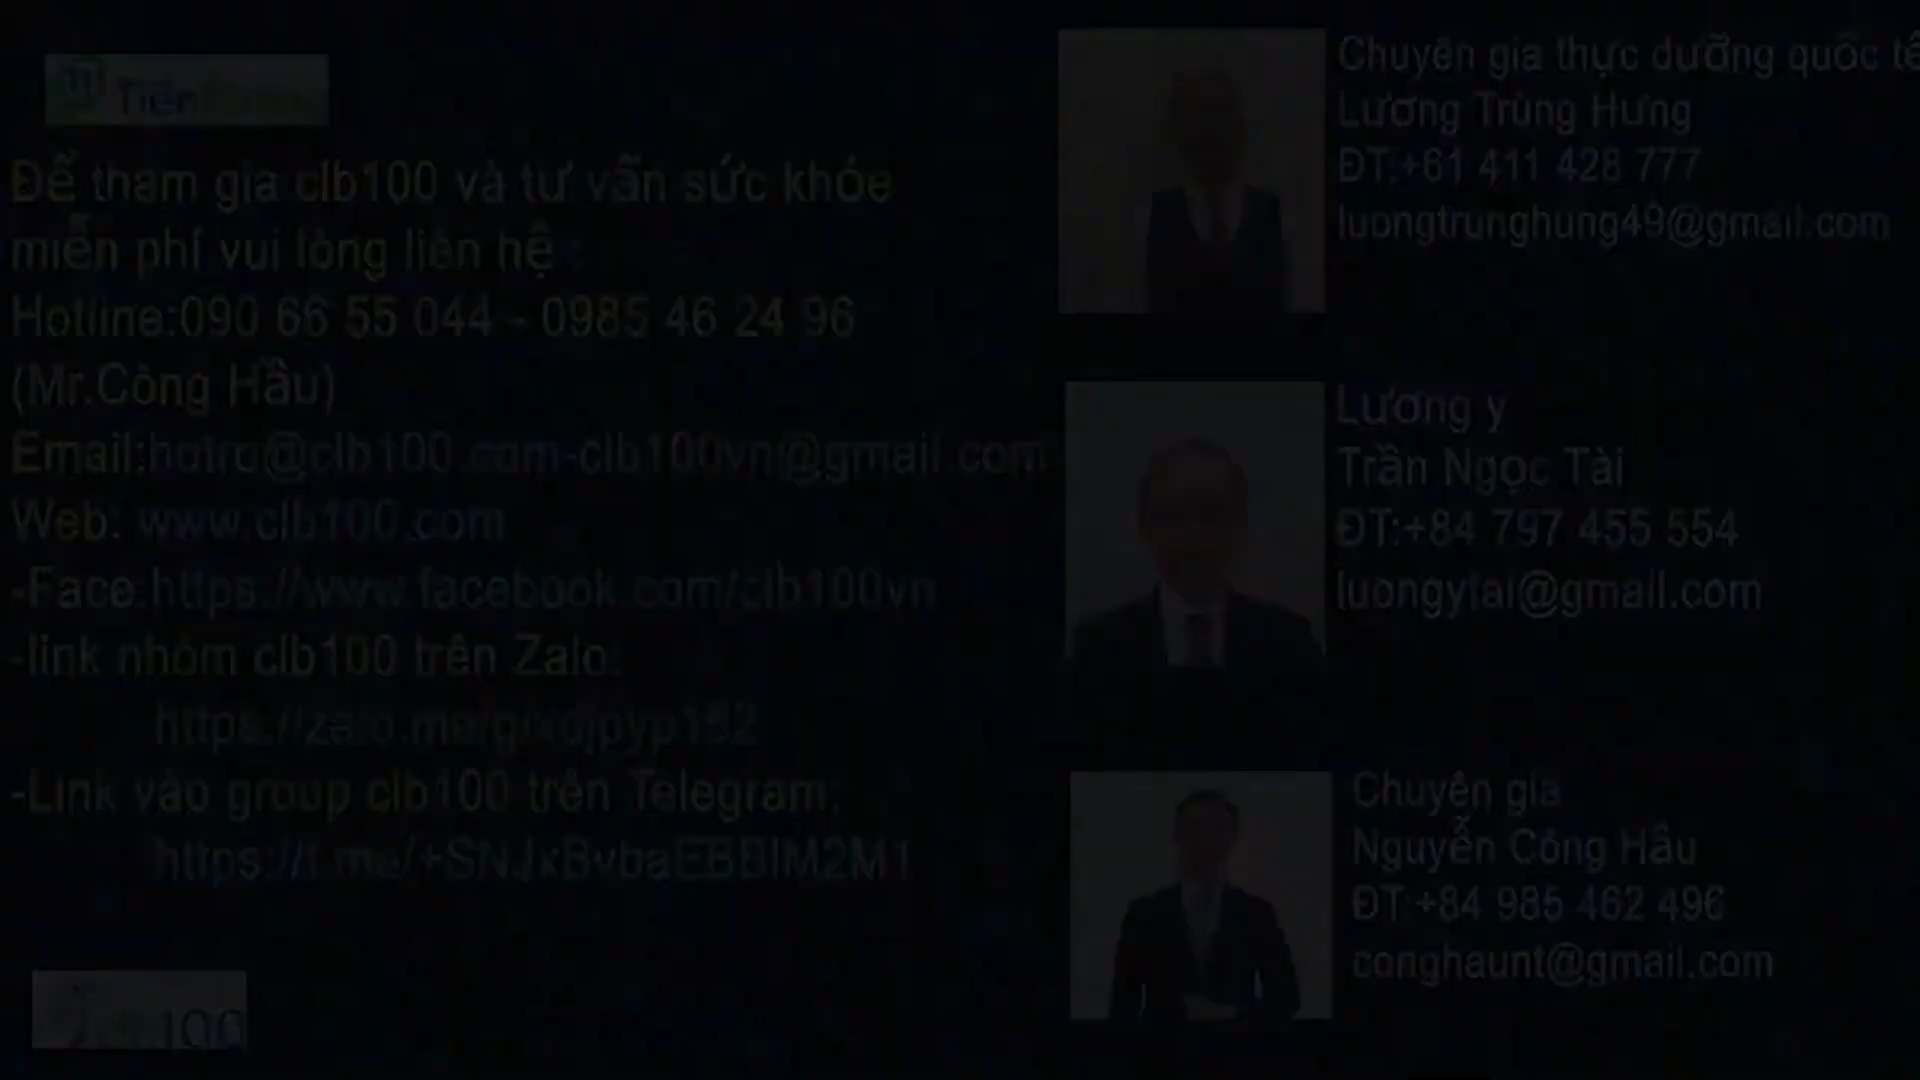 Tiến
Để tham gia clb100 và tư vấn sức khỏe
miễn phí vui lòng liên hệ :
Hotline:090 66 55 044 - 0985 46 24 96
(Mr.Công Hầu)
Email:hotro@clb100.com-clb100vn@gmail.com
Web: www.clb100.com
-Face:https://www.facebook.com/clb100vn
-link nhóm clb100 trên Zalo:
-Link vào group clb100 trên Telegram:
100
Chuyên gia thực dưỡng quốc tế
Lương Trùng Hưng
ĐT:+61 411 428 777
luongtrunghung49@gmail.com
Lương y
Trần Ngọc Tài
ĐT:+84 797 455 554
luongytai@gmail.com
Chuyên gia
Nguyễn Công Hầu
ĐT:+84 985 462 496
conghaunt@gmail.com